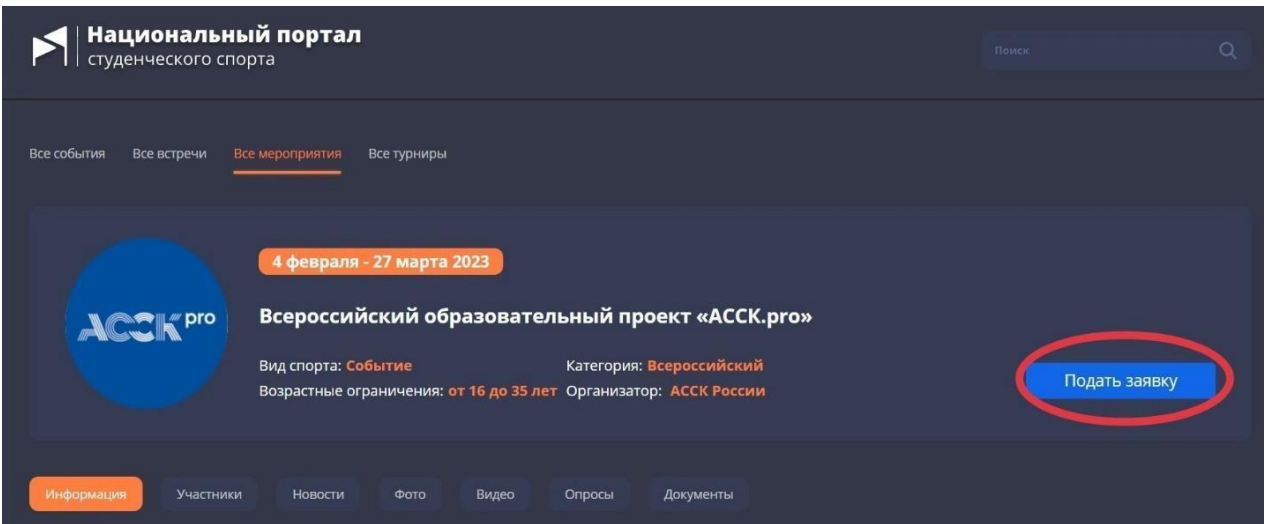 Национальный портал
студенческого спорта
Поиск
Все события Все встречи Все мероприятия Все турниры
4 февраля - 27 марта 2023
АССК pro
Всероссийский образовательный проект «АССК.pro»
Вид спорта: Событие Категория: Всероссийский
Возрастные ограничения: от 16 до 35 лет Организатор: АССК России
Подать заявку
Информация Участники Новости Фото Видео Опросы Документы